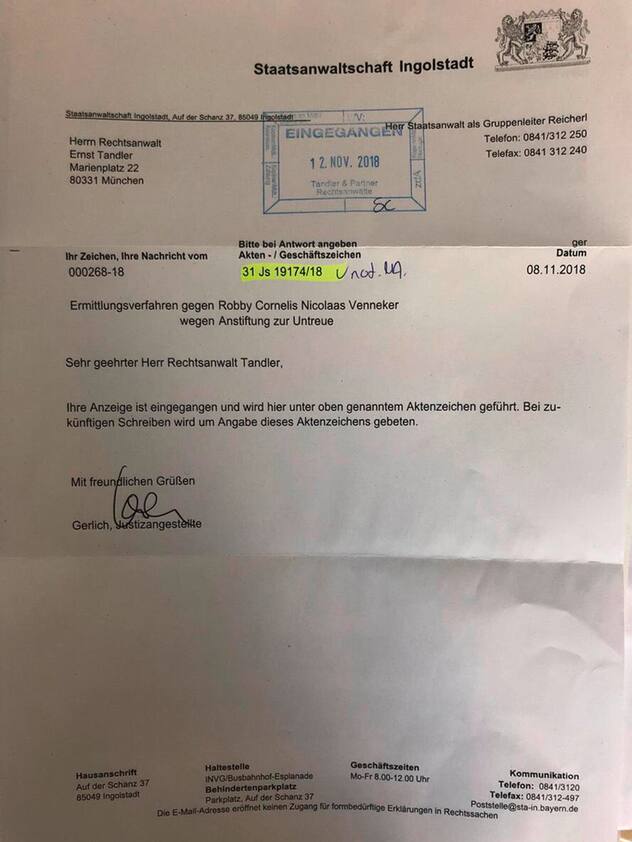 Staatsanwaltschaft Ingolstadt
Staatsanwaltschaft Ingolstadt, Auf der Schanz 37, 85049 Ingolstadt
Herrn Rechtsanwalt
Ernst Tandler
Marienplatz 22
80331 München
EINGEGANGEN
12. NOV. 2018
Tandler & Partner
Rechtsanwälte
Herr Staatsanwalt als Gruppenleiter Reicherl
Telefon: 0841/312 250
Telefax: 0841 312 240
Ihr Zeichen, Ihre Nachricht vom
000268-18
Bitte bei Antwort angeben
Akten - / Geschäftszeichen
31 Js 19174/18 not. MA.
ger
Datum
08.11.2018
Ermittlungsverfahren gegen Robby Cornelis Nicolaas Venneker
wegen Anstiftung zur Untreue
Sehr geehrter Herr Rechtsanwalt Tandler,
Ihre Anzeige ist eingegangen und wird hier unter oben genanntem Aktenzeichen geführt. Bei zu-
künftigen Schreiben wird um Angabe dieses Aktenzeichens gebeten.
Mit freundlichen Grüßen
Gerlich, Justizangestellte
Hausanschrift
Auf der Schanz 37
85049 Ingolstadt
Haltestelle
INVG/Busbahnhof-Esplanade
Behindertenparkplatz
Parkplatz, Auf der Schanz 37
Geschäftszeiten
Mo-Fr 8.00-12.00 Uhr
Kommunikation
Telefon: 0841/3120
Telefax: 0841/312-497
Poststelle@sta-in.bayern.de
Die E-Mail-Adresse eröffnet keinen Zugang für formbedürftige Erklärungen in Rechtssachen